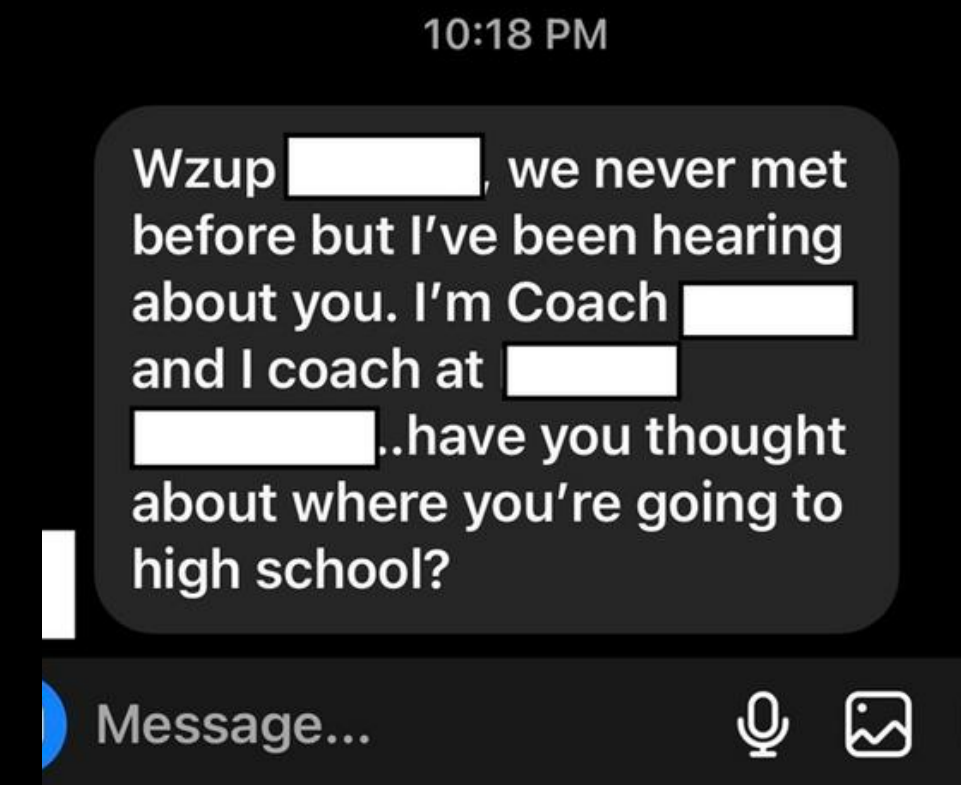 10:18 PM
Wzup , we never met
before but I’ve been hearing
about you. I’m Coach
and I coach at
..have you thought
about where you’re going to
high school?
Message...